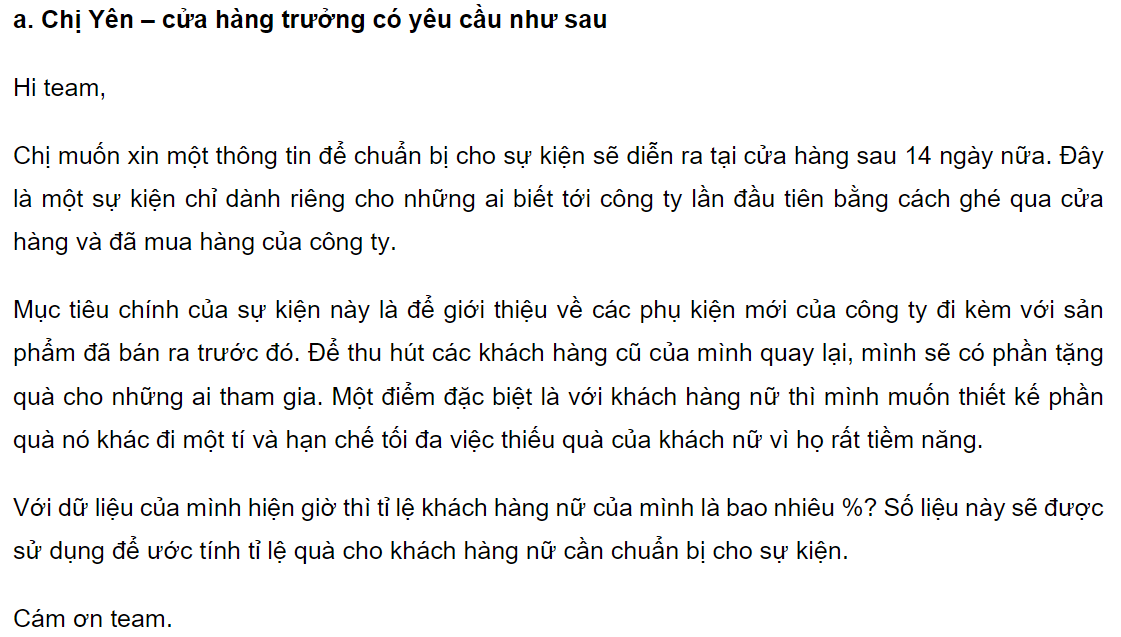 a. Chị Yên – cửa hàng trưởng có yêu cầu như sau
Hi team,
Chị muốn xin một thông tin để chuẩn bị cho sự kiện sẽ diễn ra tại cửa hàng sau 14 ngày nữa. Đây
là một sự kiện chỉ dành riêng cho những ai biết tới công ty lần đầu tiên bằng cách ghé qua cửa
hàng và đã mua hàng của công ty.
Mục tiêu chính của sự kiện này là để giới thiệu về các phụ kiện mới của công ty đi kèm với sản
phẩm đã bán ra trước đó. Để thu hút các khách hàng cũ của mình quay lại, mình sẽ có phần tặng
quà cho những ai tham gia. Một điểm đặc biệt là với khách hàng nữ thì mình muốn thiết kế phần
quà nó khác đi một tí và hạn chế tối đa việc thiếu quà của khách nữ vì họ rất tiềm năng.
Với dữ liệu của mình hiện giờ thì tỉ lệ khách hàng nữ của mình là bao nhiêu %? Số liệu này sẽ được
sử dụng để ước tính tỉ lệ quà cho khách hàng nữ cần chuẩn bị cho sự kiện.
Cám ơn team.